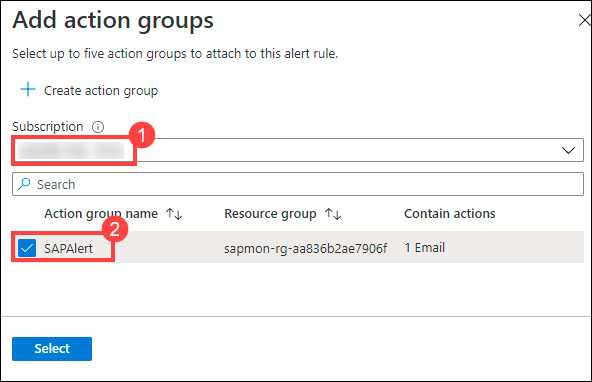 Add action groups
Select up to five action groups to attach to this alert rule.
Create action group
Subscription
1
Search
Action group name Resource group Contain actions
2
SAPAlert sapmon-rg-aa836b2ae7906f 1 Email
Select